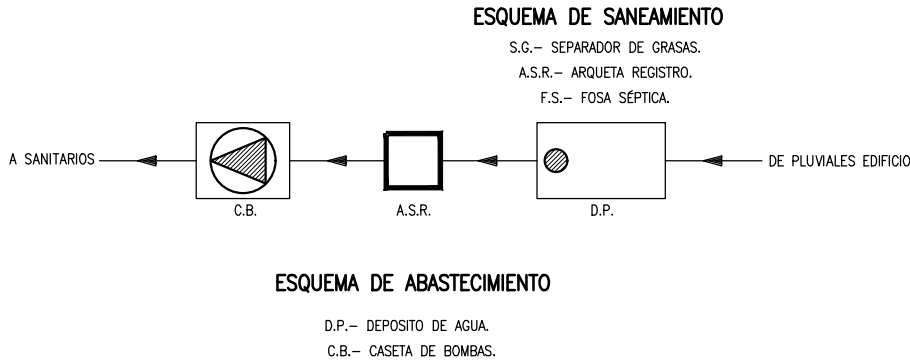 ESQUEMA DE SANEAMIENTO
S.G.– SEPARADOR DE GRASAS.
A.S.R.– ARQUETA REGISTRO.
F.S.– FOSA SÉPTICA.
A SANITARIOS
DE PLUVIALES EDIFICIO
C.B.
A.S.R.
D.P.
ESQUEMA DE ABASTECIMIENTO
D.P.– DEPOSITO DE AGUA.
C.B.– CASETA DE BOMBAS.